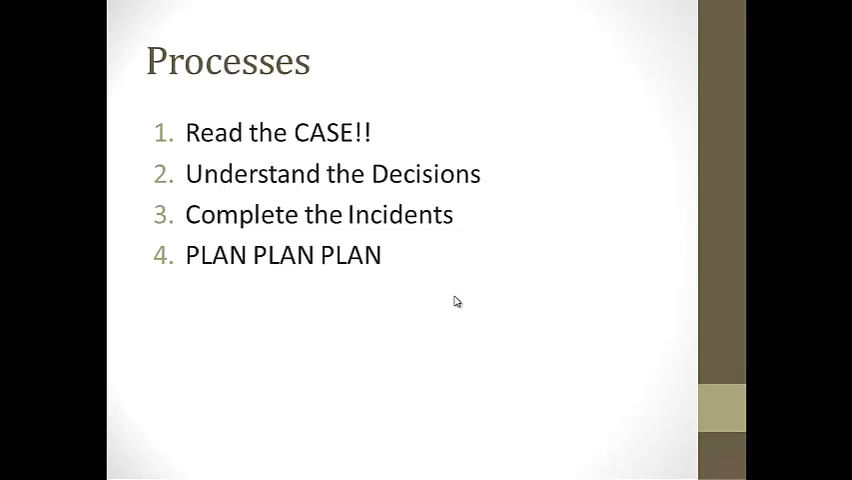 Processes
1. Read the CASE!!
2. Understand the Decisions
3. Complete the Incidents
4. PLAN PLAN PLAN